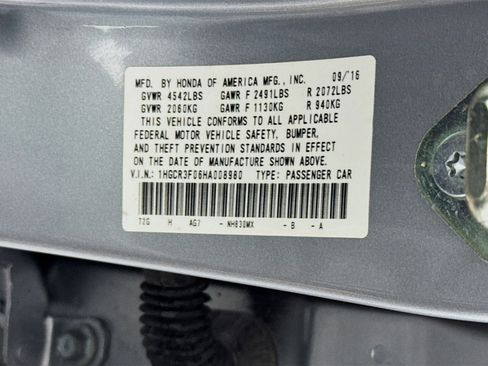 MFD. BY HONDA OF AMERICA MFG., INC. 09/'16
GVWR 4542LBS GAWR F 2491LBS R 2072LBS
GVWR 2060KG GAWR F 1130KG R 940KG
THIS VEHICLE CONFORMS TO ALL APPLICABLE
FEDERAL MOTOR VEHICLE SAFETY, BUMPER,
AND THEFT PREVENTION STANDARDS IN EFFECT
ON THE DATE OF MANUFACTURE SHOWN ABOVE.
V.I.N.: 1HGCR3F06HA008980 TYPE: PASSENGER CAR
T2G H AG7 - NH830MX - B - A